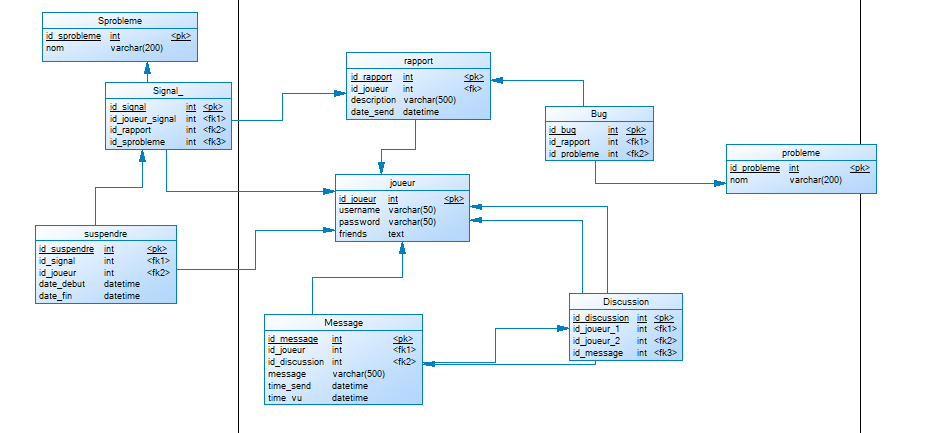 Sprobleme
id_sprobleme int <pk>
nom varchar(200)
Signal_
id_signal int <pk>
id_joueur_signal int <fk1>
id_rapport int <fk2>
id_sprobleme int <fk3>
rapport
id_rapport int <pk>
id_joueur int <fk>
description varchar(500)
date_send datetime
Bug
id_bug int <pk>
id_rapport int <fk1>
id_probleme int <fk2>
probleme
id_probleme int <pk>
nom varchar(200)
joueur
id_joueur int <pk>
username varchar(50)
password varchar(50)
friends text
suspendre
id_suspendre int <pk>
id_signal int <fk1>
id_joueur int <fk2>
date_debut datetime
date_fin datetime
Message
id_message int <pk>
id_joueur int <fk1>
id_discussion int <fk2>
message varchar(500)
time_send datetime
time_vu datetime
Discussion
id_discussion int <pk>
id_joueur_1 int <fk1>
id_joueur_2 int <fk2>
id_message int <fk3>